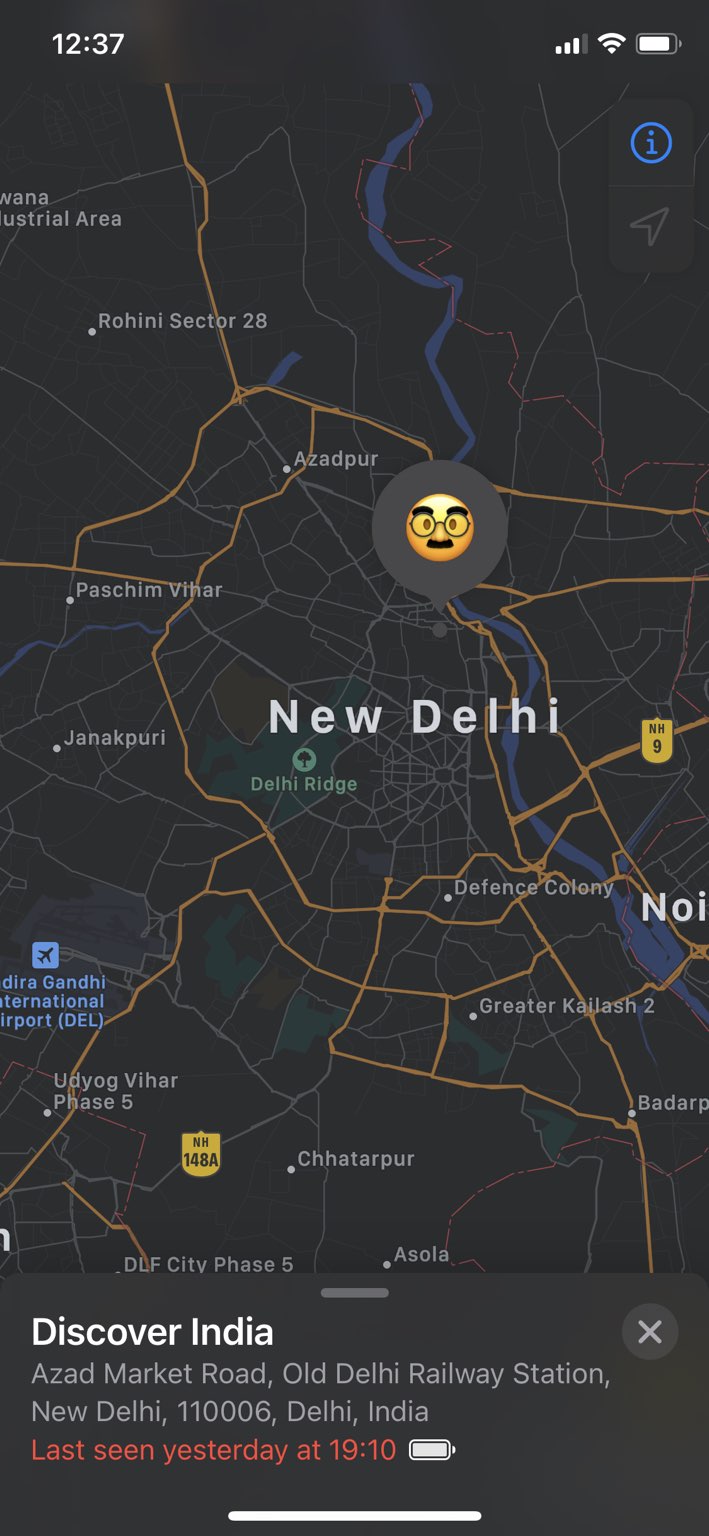 12:37
wana
lustrial Area
Rohini Sector 28
Azadpur
Paschim Vihar
New Delhi
Janakpuri
NH
9
Delhi Ridge
Defence Colony
Noi
dira Gandhi
nternational
irport (DEL)
Greater Kailash 2
Udyog Vihar
Phase 5
Badarp
NH
148A
Chhatarpur
n
Asola
DLF City Phase 5
Discover India
Azad Market Road, Old Delhi Railway Station,
New Delhi, 110006, Delhi, India
Last seen yesterday at 19:10